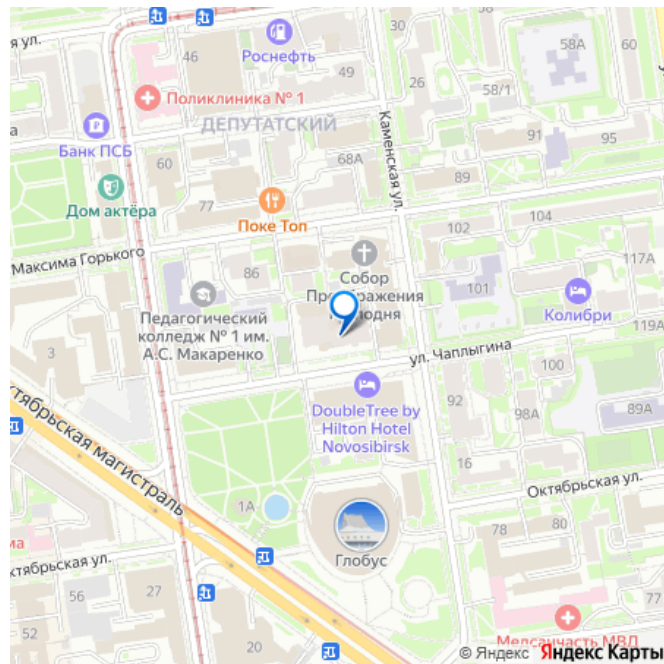 ская ул.
46
Роснефть
49
30
26
58А
60
58/1
Поликлиника № 1
ДЕПУТАТСКИЙ
Каменская ул.
Банк ПСБ
60
68А
91
95
89
Дом актёра
77
Поке Топ
102
104
Максима Горького
86
Собор
Преображения
Господня
101
117А
Педагогический
колледж № 1 им.
А.С. Макаренко
Колибри
119А
ул. Чаплыгина
100
DoubleTree by
Hilton Hotel
Novosibirsk
92
98А
89А
Октябрьская магистраль
16
1А
Октябрьская ул.
78
80
Глобус
Октябрьская ул.
56
27
52
20
Медсанчасть МВД
© Яндекс Яндекс Карты